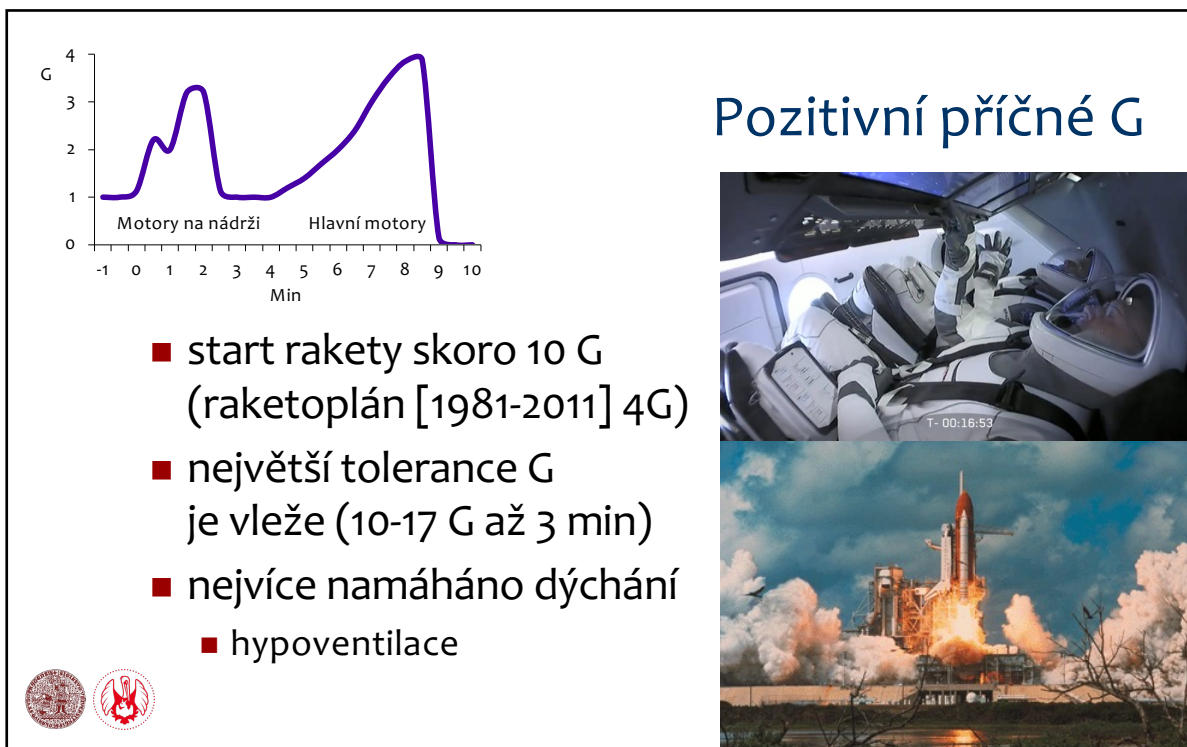 4
G
3
2
1
0
Motory na nádrži Hlavní motory
-1 0 1 2 3 4 5 6 7 8 9 10
Min
Pozitivní příčné G
T- 00:16:53
■ start rakety skoro 10 G
(raketoplán [1981-2011] 4G)
■ největší tolerance G
je vleže (10-17 G až 3 min)
■ nejvíce namáháno dýchání
■ hypoventilace